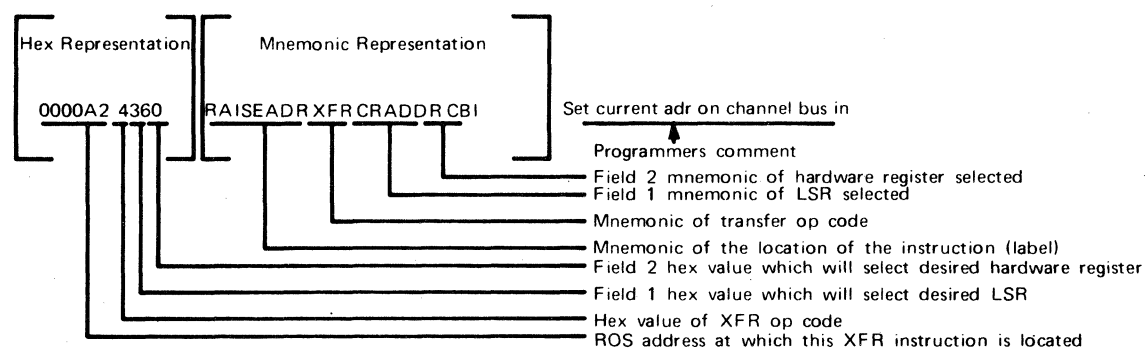 Hex Representation Mnemonic Representation
0000A2 4360 RAISEADR XFR CRADDR CBI Set current adr on channel bus in
Programmers comment
Field 2 mnemonic of hardware register selected
Field 1 mnemonic of LSR selected
Mnemonic of transfer op code
Mnemonic of the location of the instruction (label)
Field 2 hex value which will select desired hardware register
Field 1 hex value which will select desired LSR
Hex value of XFR op code
ROS address at which this XFR instruction is located